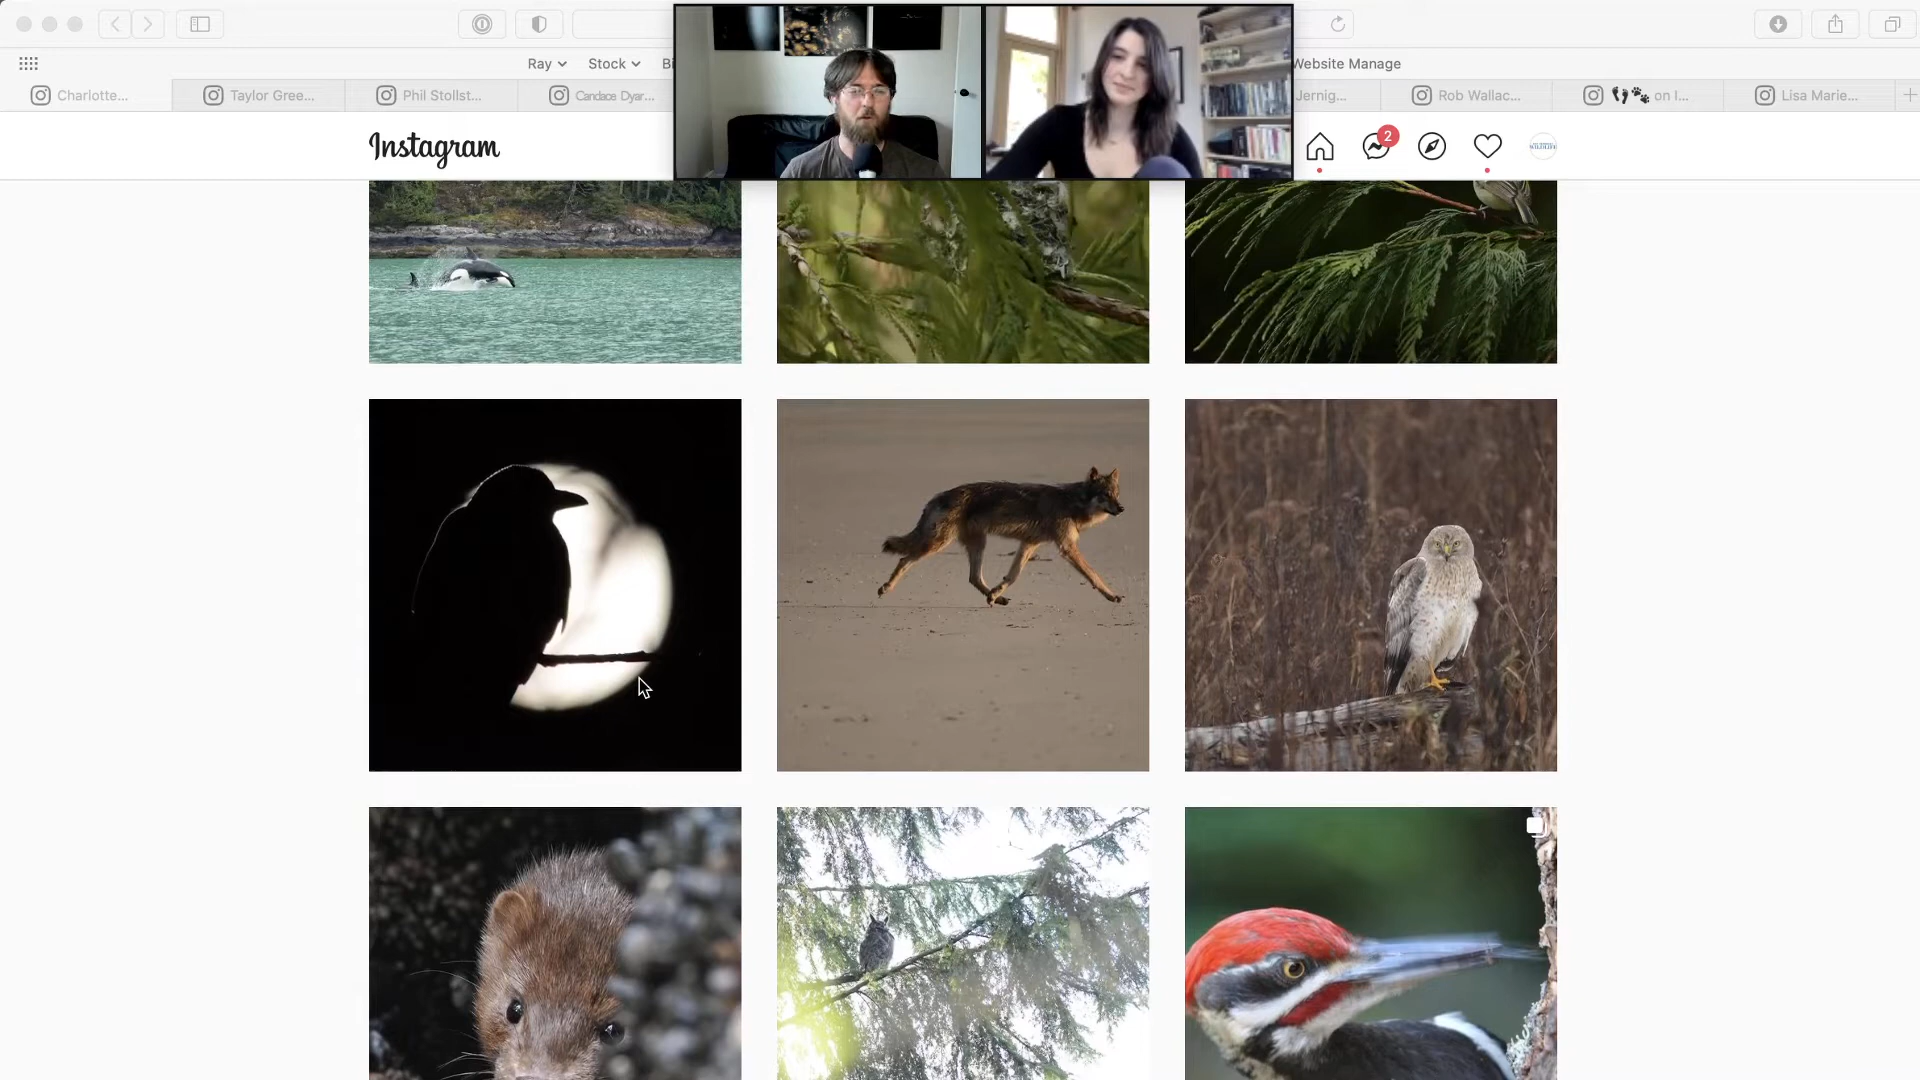 Ray Stock Bi Website Manage
Charlotte... Taylor Gree... Phil Stollst... Candace Dyar... Jernig... Rob Wallac... 👣🐾 on I... Lisa Marie...
Instagram 2